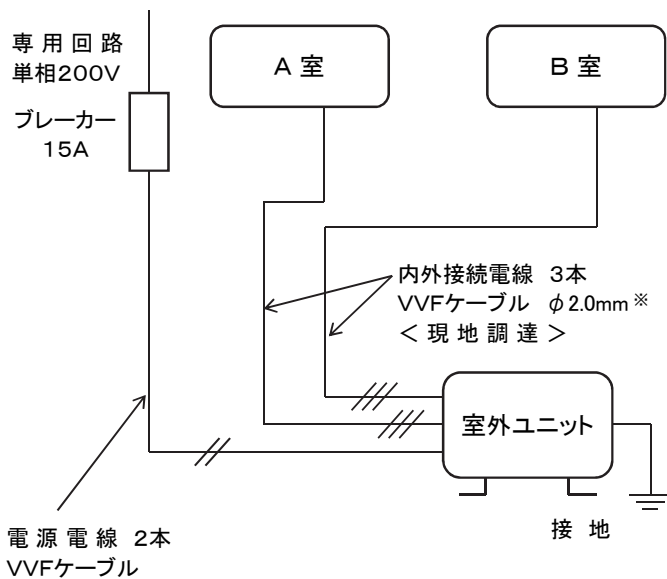 専用回路
単相200V
ブレーカー
15A
A 室
B 室
内外接続電線 3本
VVFケーブル φ2.0mm※
＜現地調達＞
室外ユニット
接 地
電源電線 2本
VVFケーブル